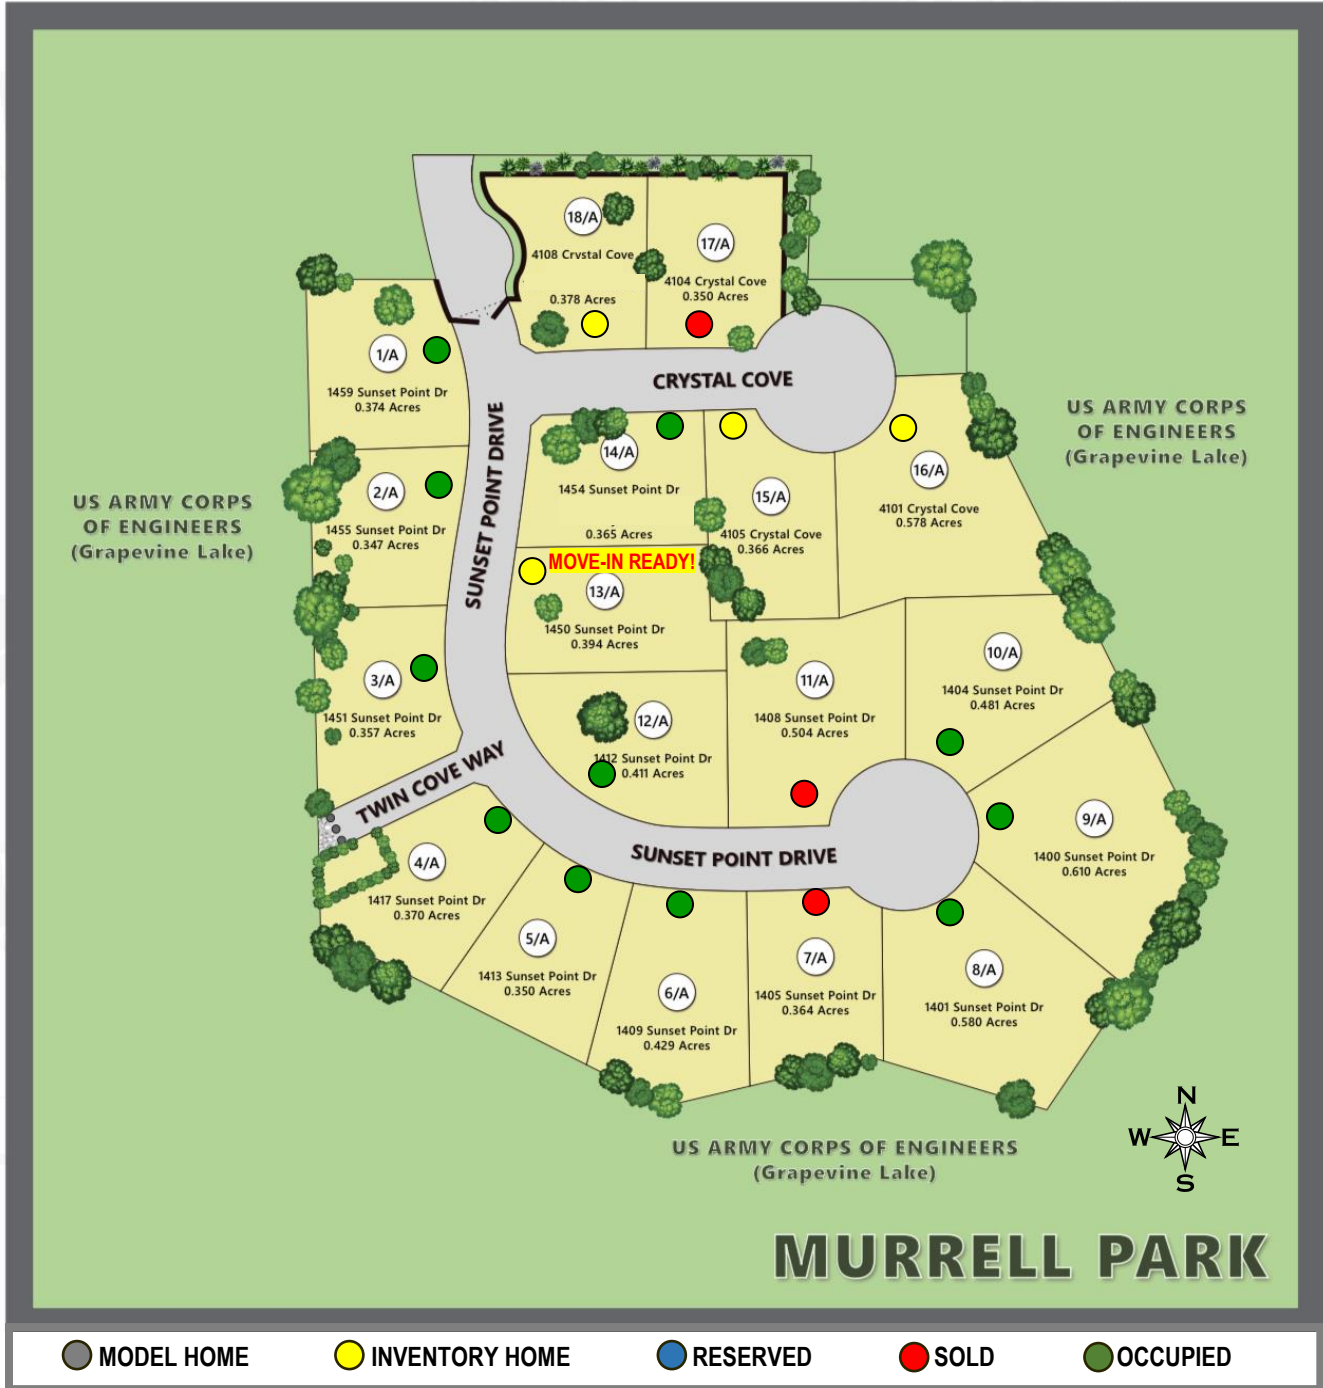 18/A
4108 Crystal Cove
0.378 Acres
17/A
4104 Crystal Cove
0.350 Acres
1/A
1459 Sunset Point Dr
0.374 Acres
CRYSTAL COVE
US ARMY CORPS
OF ENGINEERS
(Grapevine Lake)
SUNSET POINT DRIVE
14/A
1454 Sunset Point Dr
0.365 Acres
15/A
4105 Crystal Cove
0.366 Acres
16/A
4101 Crystal Cove
0.578 Acres
2/A
1455 Sunset Point Dr
0.347 Acres
US ARMY CORPS
OF ENGINEERS
(Grapevine Lake)
MOVE-IN READY!
13/A
1450 Sunset Point Dr
0.394 Acres
3/A
1451 Sunset Point Dr
0.357 Acres
12/A
1412 Sunset Point Dr
0.411 Acres
11/A
1408 Sunset Point Dr
0.504 Acres
10/A
1404 Sunset Point Dr
0.481 Acres
TWIN COVE WAY
SUNSET POINT DRIVE
9/A
1400 Sunset Point Dr
0.610 Acres
4/A
1417 Sunset Point Dr
0.370 Acres
5/A
1413 Sunset Point Dr
0.350 Acres
6/A
1409 Sunset Point Dr
0.429 Acres
7/A
1405 Sunset Point Dr
0.364 Acres
8/A
1401 Sunset Point Dr
0.580 Acres
US ARMY CORPS OF ENGINEERS
(Grapevine Lake)
N
W E
S
MURRELL PARK
MODEL HOME INVENTORY HOME RESERVED SOLD OCCUPIED